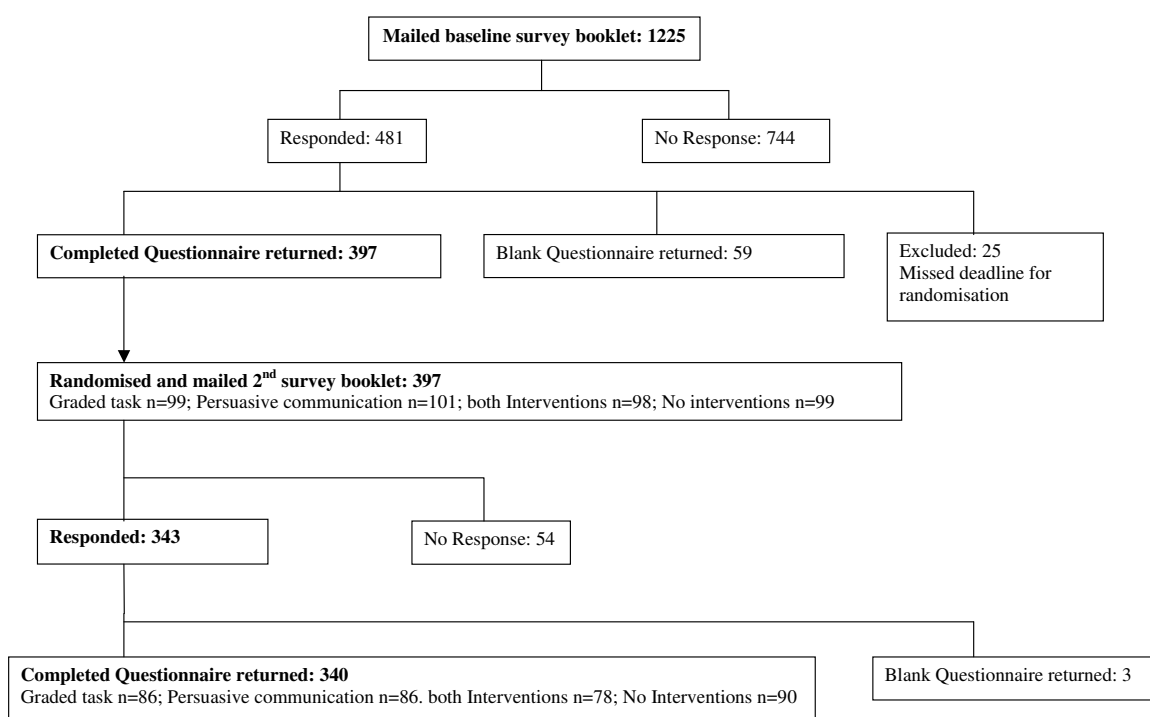 Mailed baseline survey booklet: 1225
Responded: 481
No Response: 744
Completed Questionnaire returned: 397
Blank Questionnaire returned: 59
Excluded: 25
Missed deadline for
randomisation
Randomised and mailed 2nd survey booklet: 397
Graded task n=99; Persuasive communication n=101; both Interventions n=98; No interventions n=99
Responded: 343
No Response: 54
Completed Questionnaire returned: 340
Graded task n=86; Persuasive communication n=86. both Interventions n=78; No Interventions n=90
Blank Questionnaire returned: 3